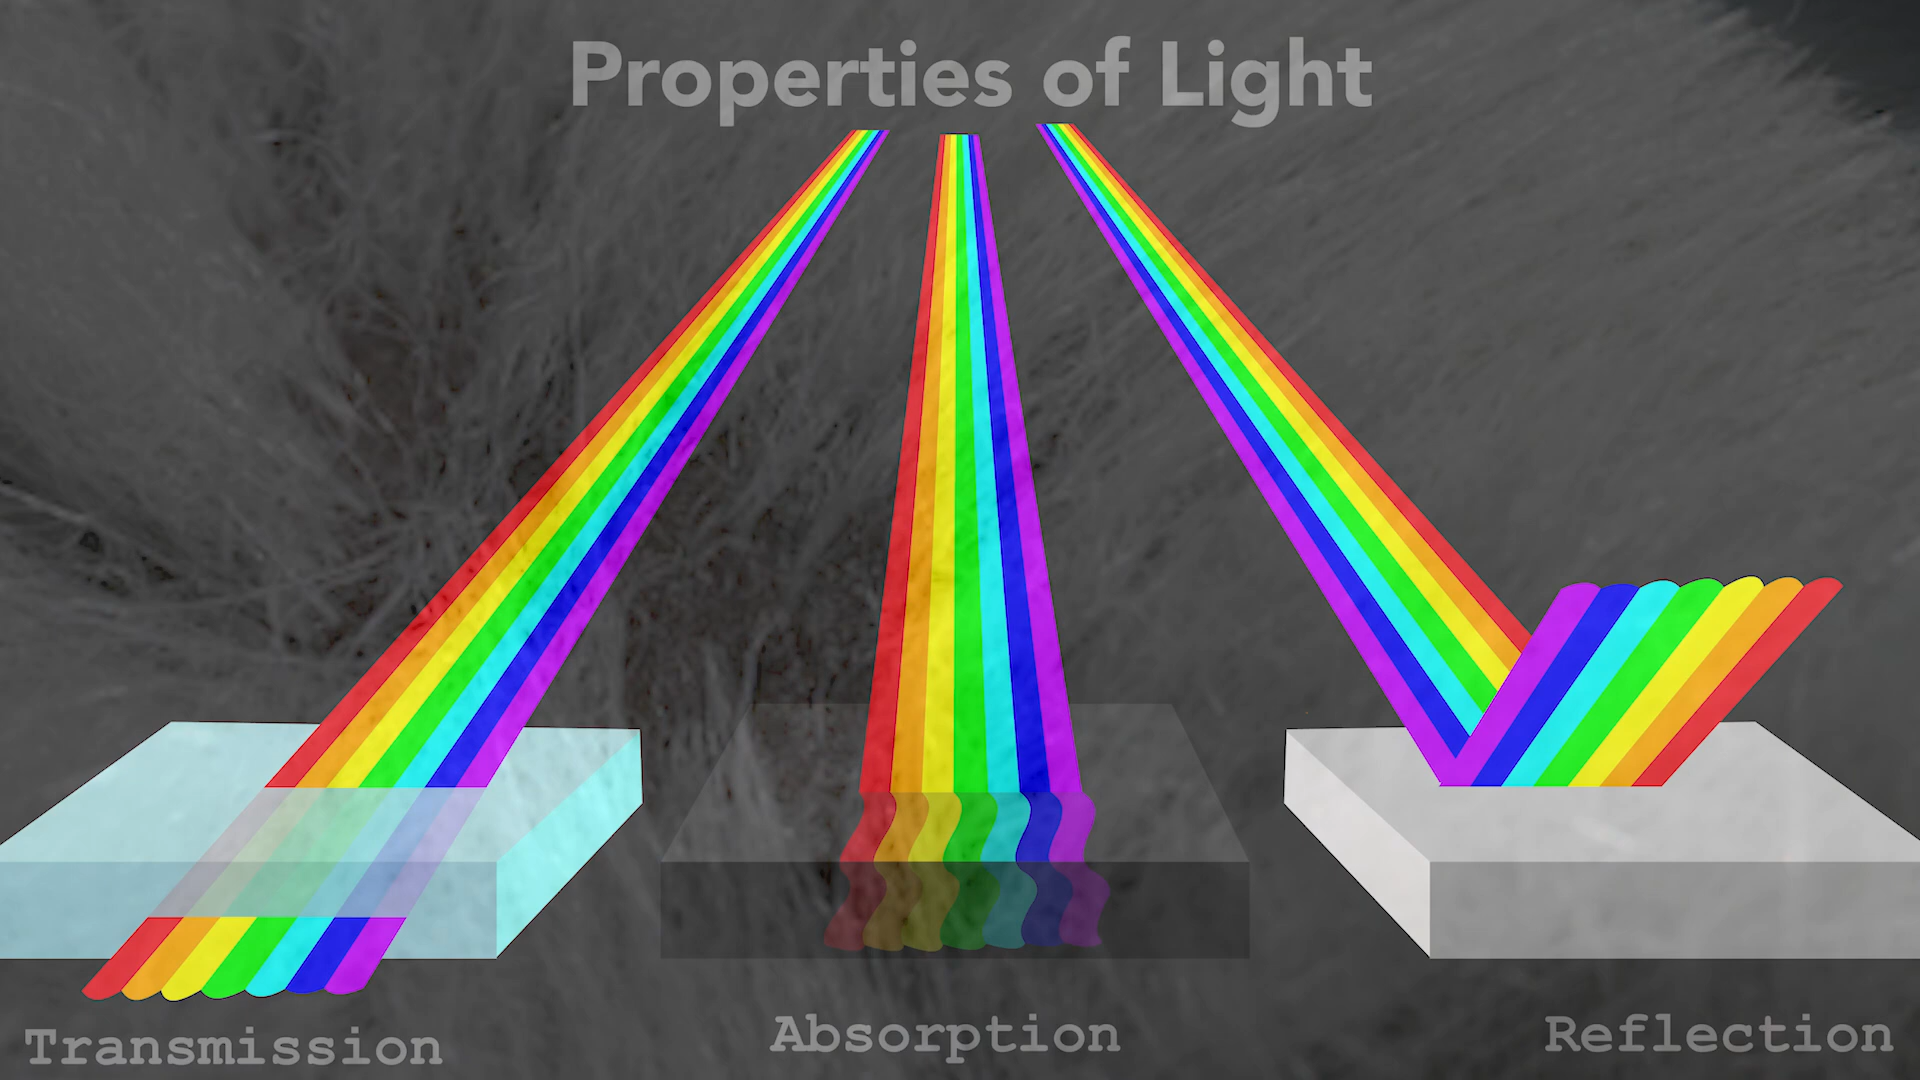 Properties of Light
Transmission
Absorption
Reflection